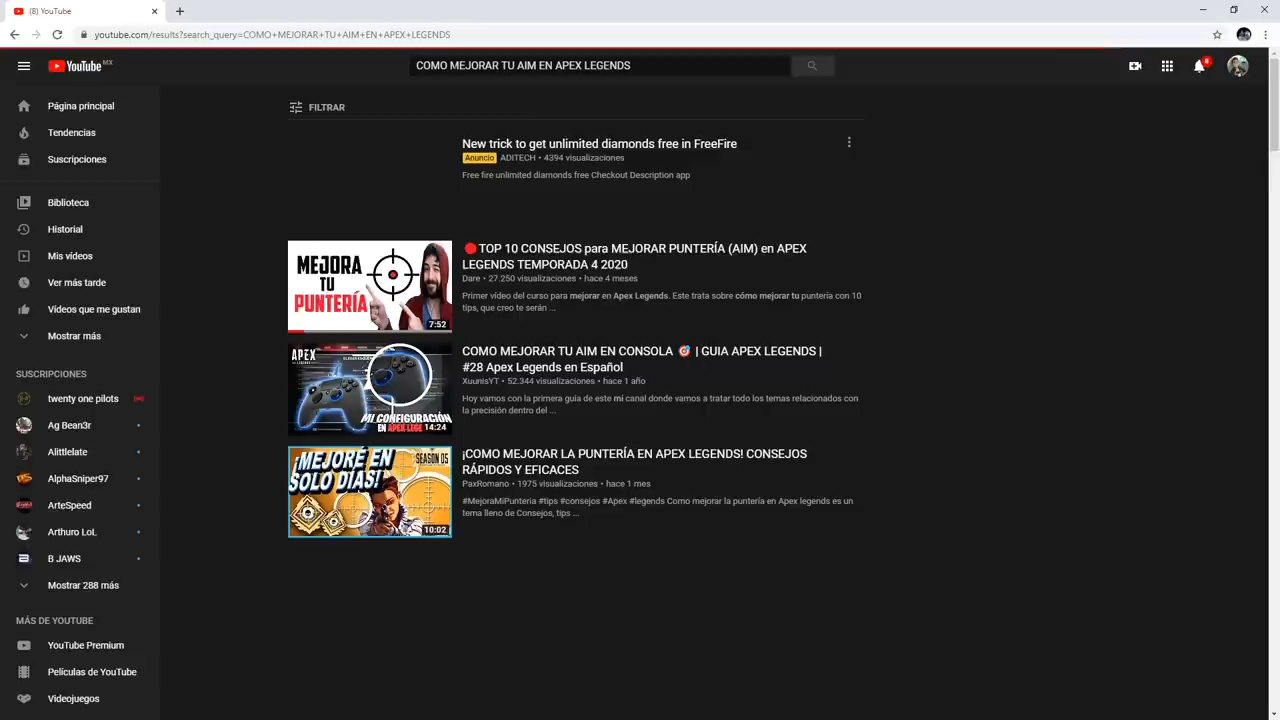 (8) YouTube
youtube.com/results?search_query=COMO+MEJORAR+TU+AIM+EN+APEX+LEGENDS
YouTube MX
COMO MEJORAR TU AIM EN APEX LEGENDS
8
Página principal
Tendencias
Suscripciones
Biblioteca
Historial
Mis vídeos
Ver más tarde
Vídeos que me gustan
Mostrar más
SUSCRIPCIONES
twenty one pilots
Ag Bean3r
Alittlelate
AlphaSniper97
ArteSpeed
Arthuro LoL
B JAWS
Mostrar 288 más
MÁS DE YOUTUBE
YouTube Premium
Películas de YouTube
Videojuegos
FILTRAR
New trick to get unlimited diamonds free in FreeFire
Anuncio ADITECH • 4394 visualizaciones
Free fire unlimited diamonds free Checkout Description app
MEJORA
TU
PUNTERÍA
7:52
🔴TOP 10 CONSEJOS para MEJORAR PUNTERÍA (AIM) en APEX
LEGENDS TEMPORADA 4 2020
Dare • 27.250 visualizaciones • hace 4 meses
Primer vídeo del curso para mejorar en Apex Legends. Este trata sobre cómo mejorar tu puntería con 10
tips, que creo te serán ...
APEX
MI CONFIGURACIÓN
EN APEX LEGE
14:24
COMO MEJORAR TU AIM EN CONSOLA 🎯 | GUIA APEX LEGENDS |
#28 Apex Legends en Español
XuunisYT • 52.344 visualizaciones • hace 1 año
Hoy vamos con la primera guía de este mi canal donde vamos a tratar todo los temas relacionados con
la precisión dentro del ...
¡MEJORÉ EN
SOLO DÍAS!
SEASON 05
10:02
¡COMO MEJORAR LA PUNTERÍA EN APEX LEGENDS! CONSEJOS
RÁPIDOS Y EFICACES
PaxRomano • 1975 visualizaciones • hace 1 mes
#MejoraMiPunteria #tips #consejos #Apex #legends Como mejorar la puntería en Apex legends es un
tema lleno de Consejos, tips ...